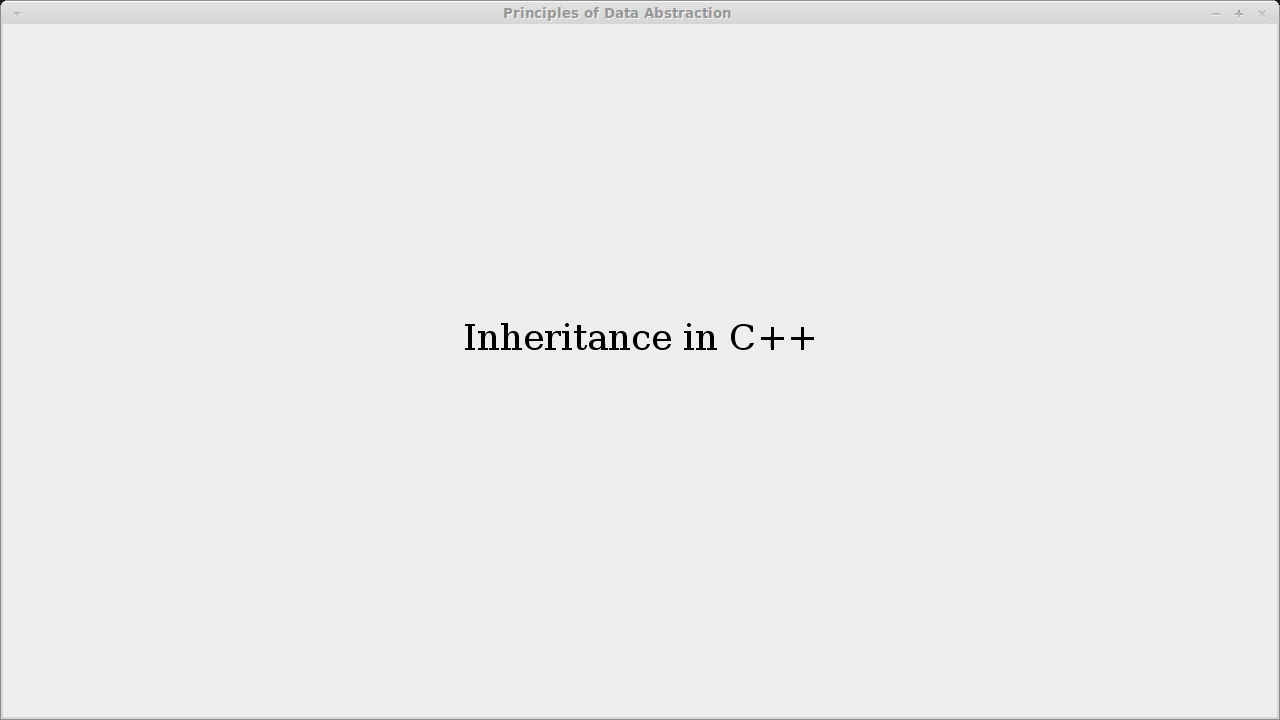 Principles of Data Abstraction
Inheritance in C++